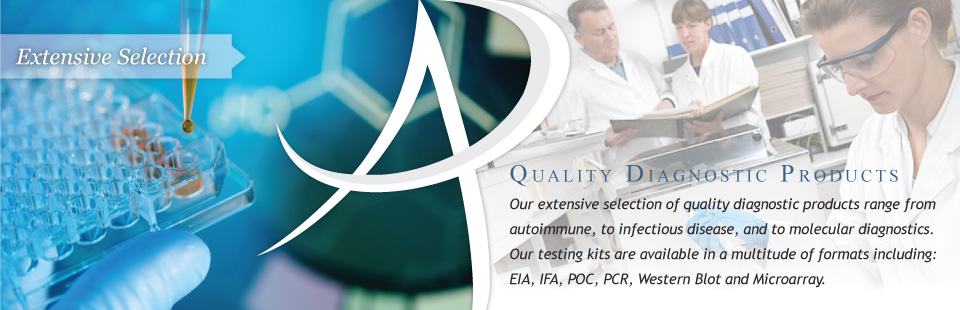 Extensive Selection
QUALITY DIAGNOSTIC PRODUCTS
Our extensive selection of quality diagnostic products range from
autoimmune, to infectious disease, and to molecular diagnostics.
Our testing kits are available in a multitude of formats including:
EIA, IFA, POC, PCR, Western Blot and Microarray.